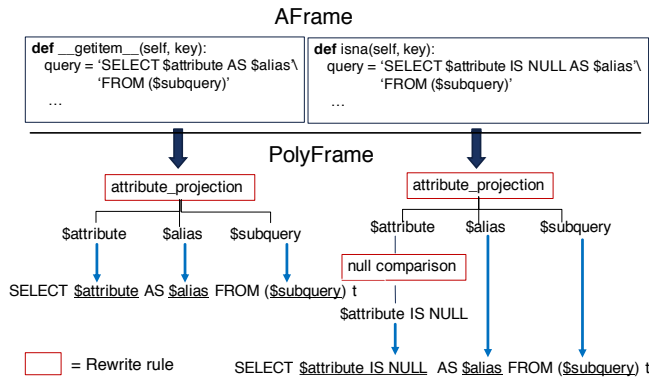 AFrame
def __getitem__(self, key):
query = ‘SELECT $attribute AS $alias’\
‘FROM ($subquery)’
…
def isna(self, key):
query = ‘SELECT $attribute IS NULL AS $alias’\
‘FROM ($subquery)’
…
PolyFrame
attribute_projection
$attribute $alias $subquery
SELECT $attribute AS $alias FROM ($subquery) t
attribute_projection
$attribute $alias $subquery
null comparison
$attribute IS NULL
SELECT $attribute IS NULL AS $alias FROM ($subquery) t
= Rewrite rule